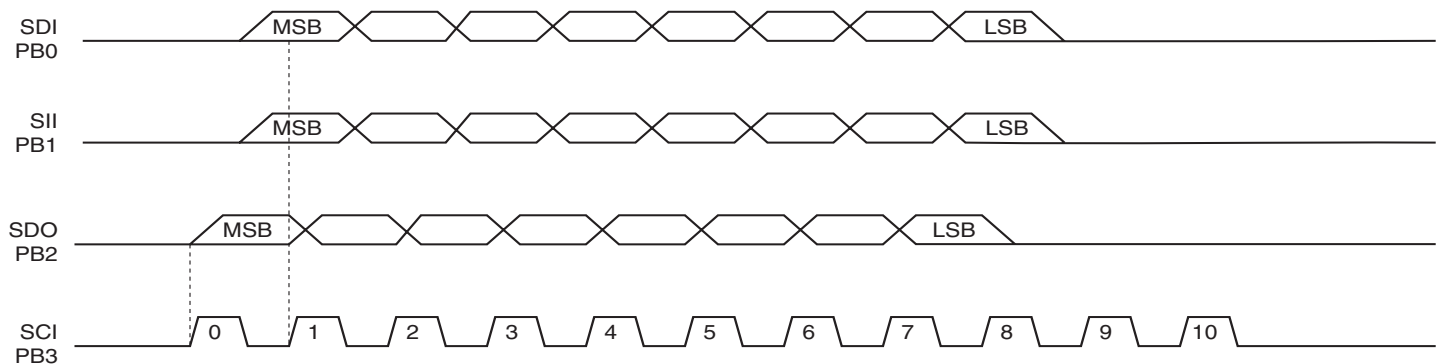 SDI
PB0
MSB
LSB
SII
PB1
MSB
LSB
SDO
PB2
MSB
LSB
SCI
PB3
0 1 2 3 4 5 6 7 8 9 10